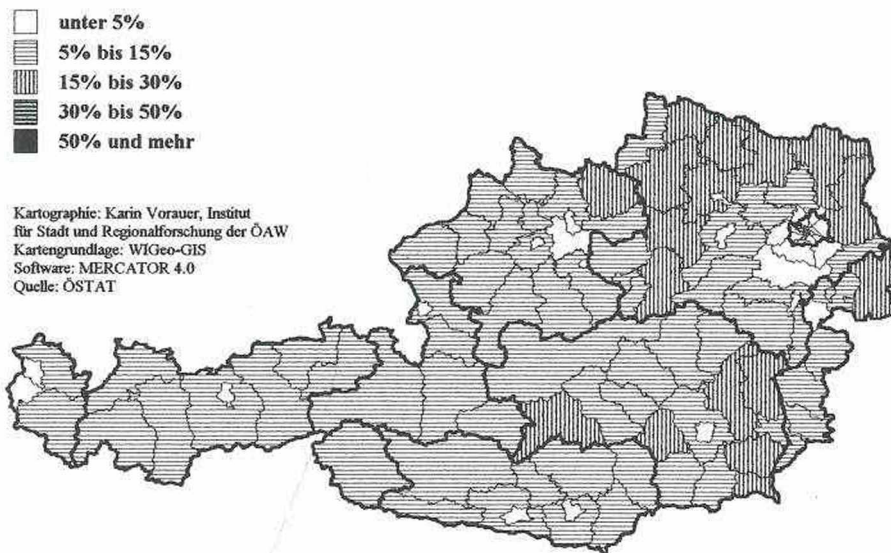 unter 5%
5% bis 15%
15% bis 30%
30% bis 50%
50% und mehr
Kartographie: Karin Vorauer, Institut
für Stadt und Regionalforschung der ÖAW
Kartengrundlage: WIGeo-GIS
Software: MERCATOR 4.0
Quelle: ÖSTAT